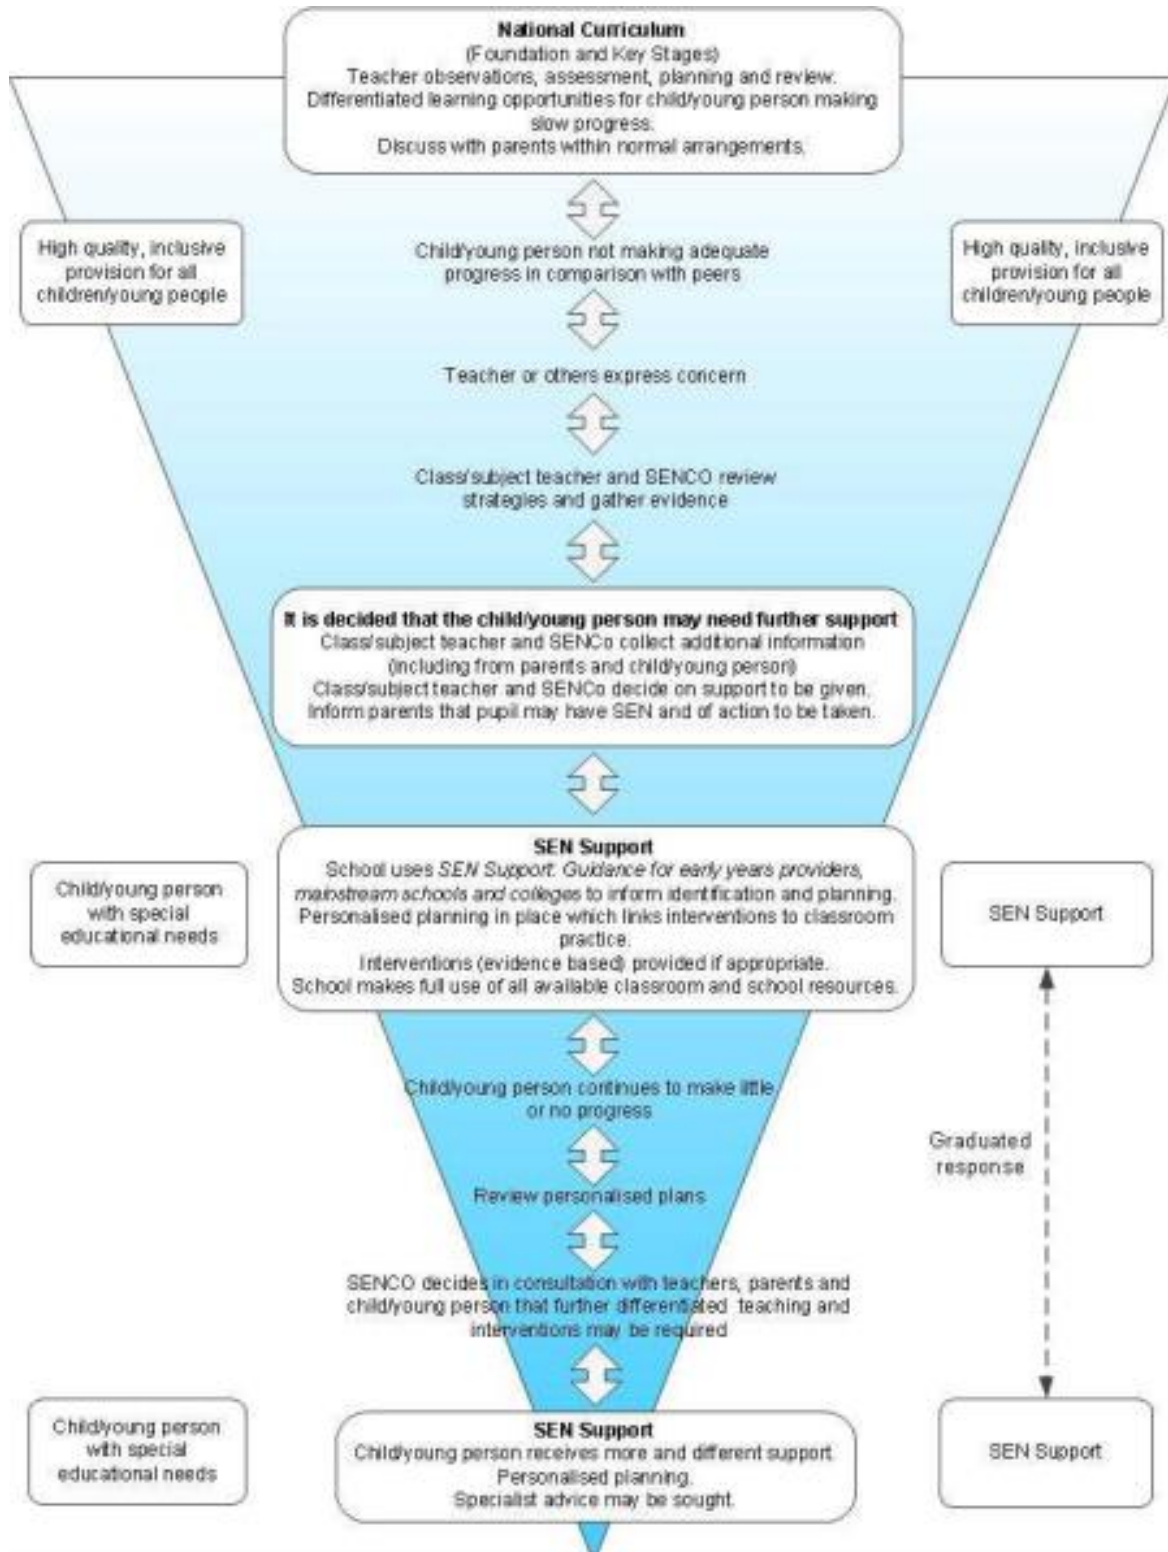 National Curriculum
(Foundation and Key Stages)
Teacher observations, assessment, planning and review.
Differentiated learning opportunities for child/young person making
slow progress.
Discuss with parents within normal arrangements.
High quality, inclusive
provision for all
children/young people
Child/young person not making adequate
progress in comparison with peers
High quality, inclusive
provision for all
children/young people
Teacher or others express concern
Class/subject teacher and SENCO review
strategies and gather evidence
It is decided that the child/young person may need further support
Class/subject teacher and SENCo collect additional information
(including from parents and child/young person)
Class/subject teacher and SENCo decide on support to be given.
Inform parents that pupil may have SEN and of action to be taken.
Child/young person
with special
educational needs
SEN Support
School uses SEN Support: Guidance for early years providers,
mainstream schools and colleges to inform identification and planning.
Personalised planning in place which links interventions to classroom
practice.
Interventions (evidence based) provided if appropriate.
School makes full use of all available classroom and school resources.
SEN Support
Child/young person continues to make little
or no progress
Graduated
response
Review personalised plans
SENCO decides in consultation with teachers, parents and
child/young person that further differentiated teaching and
interventions may be required
Child/young person
with special
educational needs
SEN Support
Child/young person receives more and different support
Personalised planning.
Specialist advice may be sought.
SEN Support